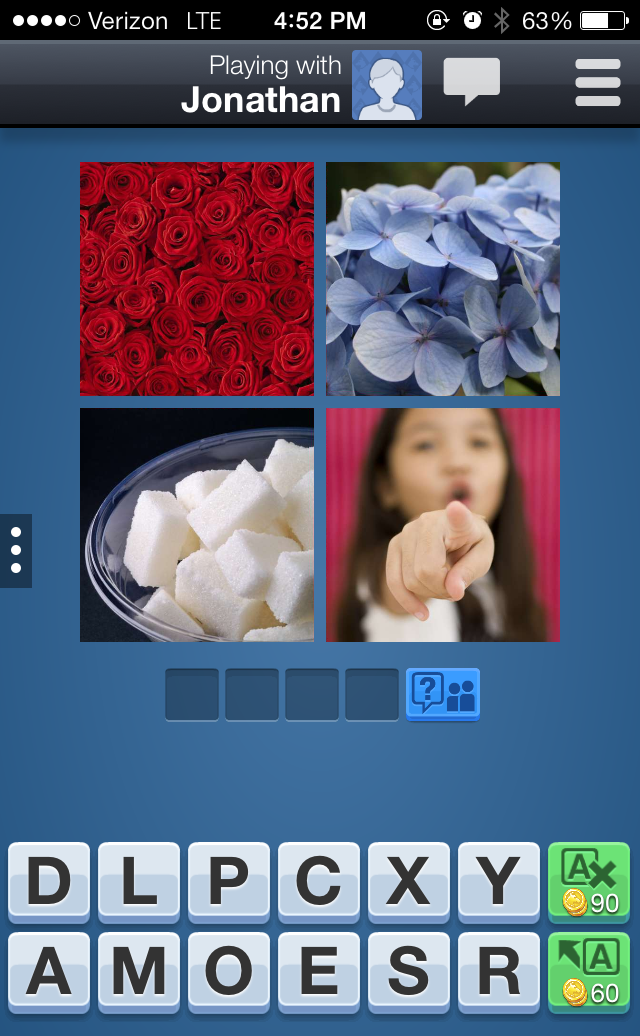 Verizon LTE 4:52 PM 63%
Playing with
Jonathan
?
D L P C X Y A 90
A M O E S R A 60